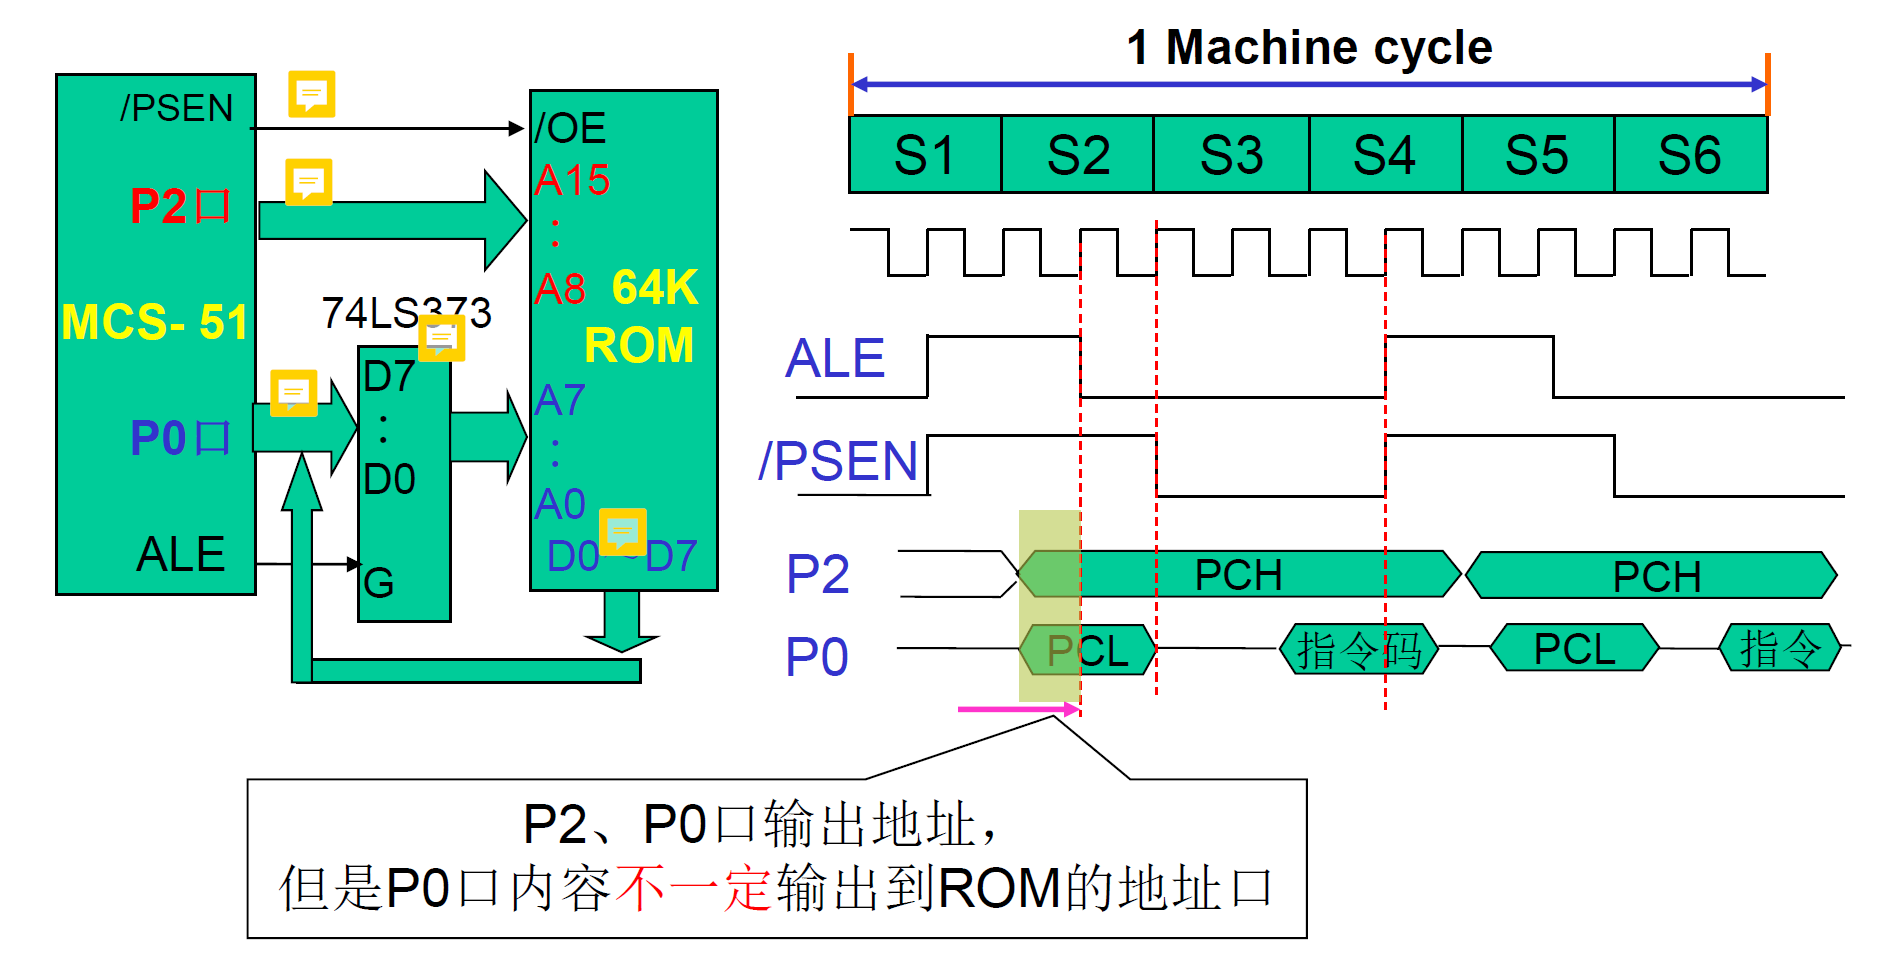 /PSEN
P2口
MCS- 51
P0口
ALE
74LS373
D7
:
D0
G
/OE
A15
:
A8
64K
ROM
A7
:
A0
D0~D7
1 Machine cycle
S1 S2 S3 S4 S5 S6
ALE
/PSEN
P2 PCH PCH
P0 PCL 指令码 PCL 指令
P2、P0口输出地址，
但是P0口内容不一定输出到ROM的地址口